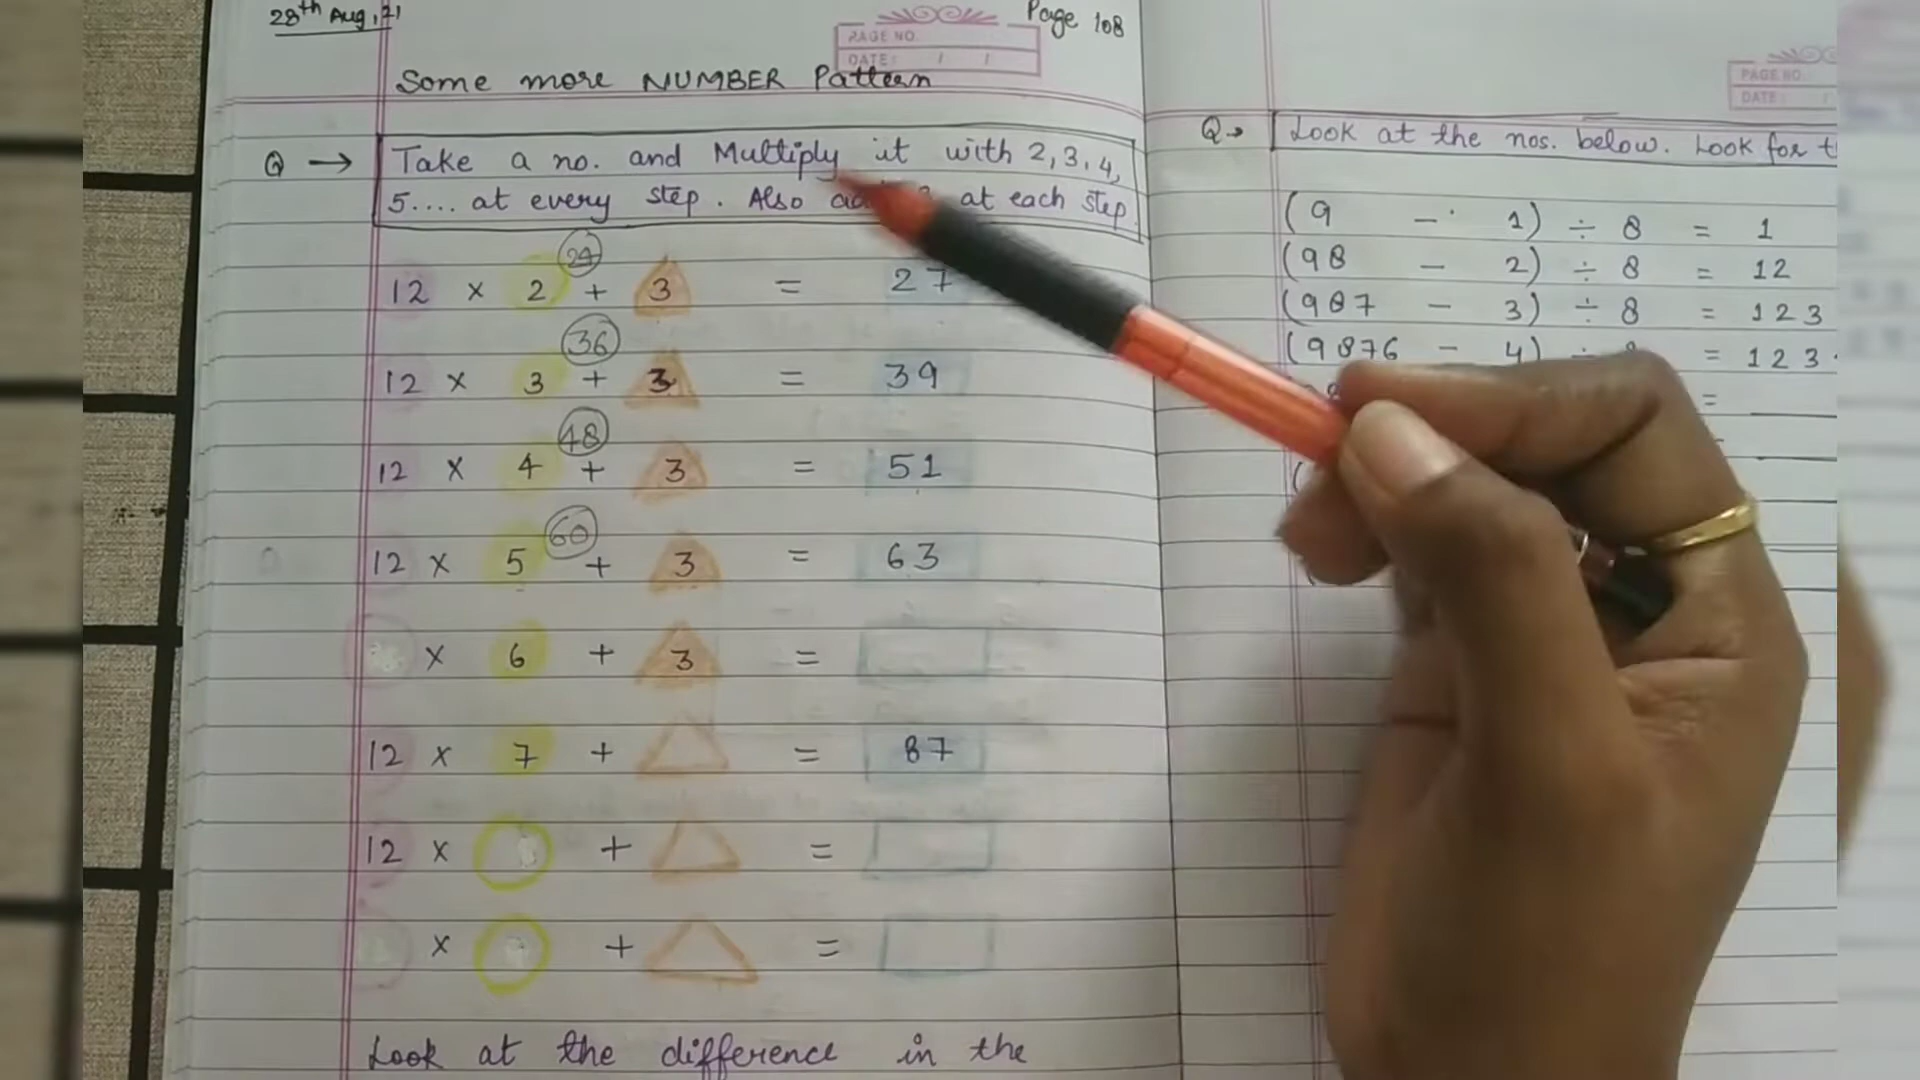 28th Aug, 21
Page 108
PAGE NO.
DATE: / /
Some more NUMBER Pattern
Q → Take a no. and Multiply it with 2, 3, 4,
5.... at every step. Also at each step.
24
12 × 2 + 3 = 27
36
12 × 3 + 3 = 39
48
12 × 4 + 3 = 51
60
12 × 5 + 3 = 63
× 6 + 3 =
12 × 7 + = 87
12 × + =
× + =
Look at the difference in the
PAGE NO.
DATE:
Q→ Look at the nos. below. Look for
(9 - 1) ÷ 8 = 1
(98 - 2) ÷ 8 = 12
(987 - 3) ÷ 8 = 123
(9876 - 4) = 123
=